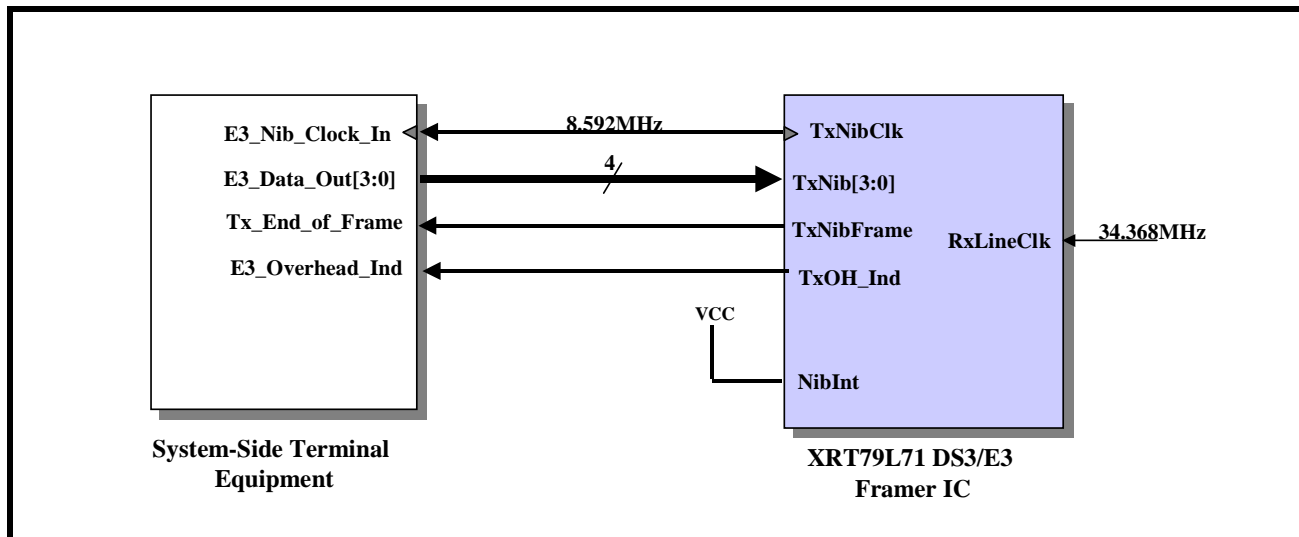 8.592MHz
E3_Nib_Clock_In
TxNibClk
4
E3_Data_Out[3:0]
TxNib[3:0]
Tx_End_of_Frame
TxNibFrame
RxLineClk
34.368MHz
E3_Overhead_Ind
TxOH_Ind
VCC
NibInt
System-Side Terminal
Equipment
XRT79L71 DS3/E3
Framer IC